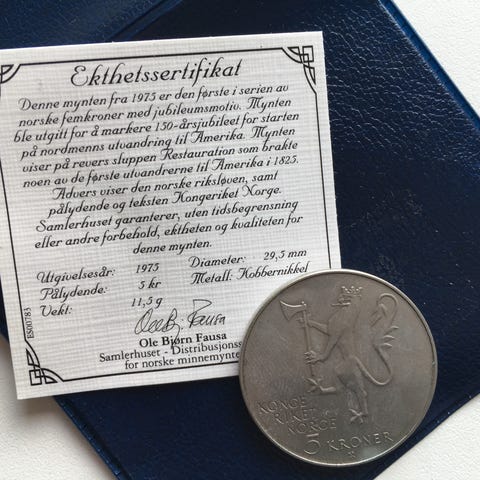 Ekthetssertifikat
Denne mynten fra 1975 er den første i serien av
norske femkroner med jubileumsmotiv. Mynten
ble utgitt for å markere 150-årsjubileet for starten
på nordmenns utvandring til Amerika. Mynten
viser på revers sluppen Restauration som brakte
noen av de første utvandrerne til Amerika i 1825.
Advers viser den norske riksløven, samt
pålydende og teksten Kongeriket Norge.
Samlerhuset garanterer, uten tidsbegrensning
eller andre forbehold, ektheten og kvaliteten for
denne mynten.
Utgivelsesår: 1975 Diameter: 29,5 mm
Pålydende: 5 kr Metall: Kobbernikkel
Vekt: 11,5 g
Ole Bj. Fausa
Ole Bjørn Fausa
Samlerhuset - Distribusjonss
for norske minnemynte
ES00783
KONGE
RIKET
NORGE
5 KRONER